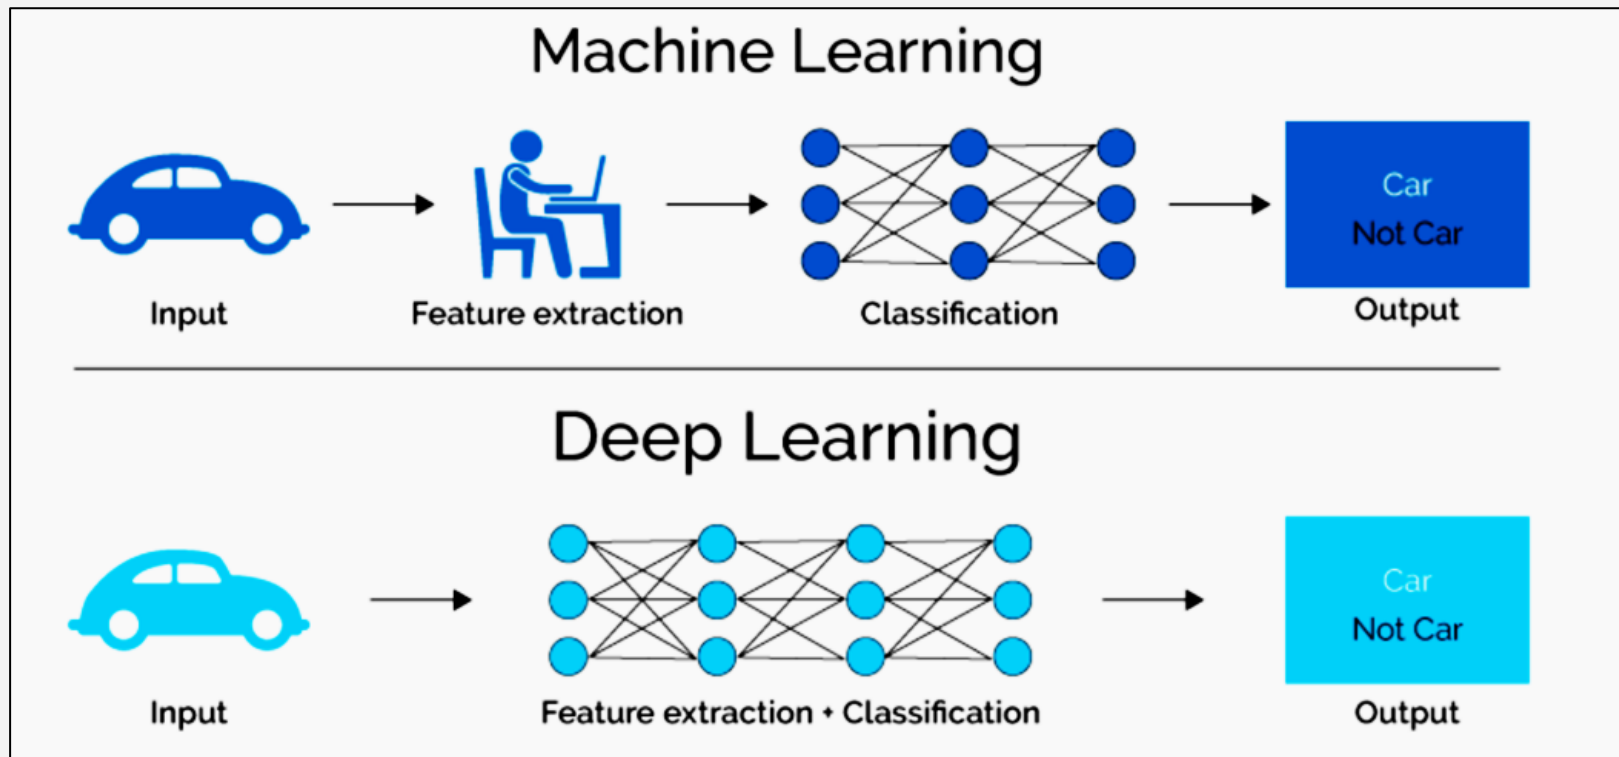 Machine Learning
Car
Not Car
Input
Feature extraction
Classification
Output
Deep Learning
Car
Not Car
Input
Feature extraction + Classification
Output